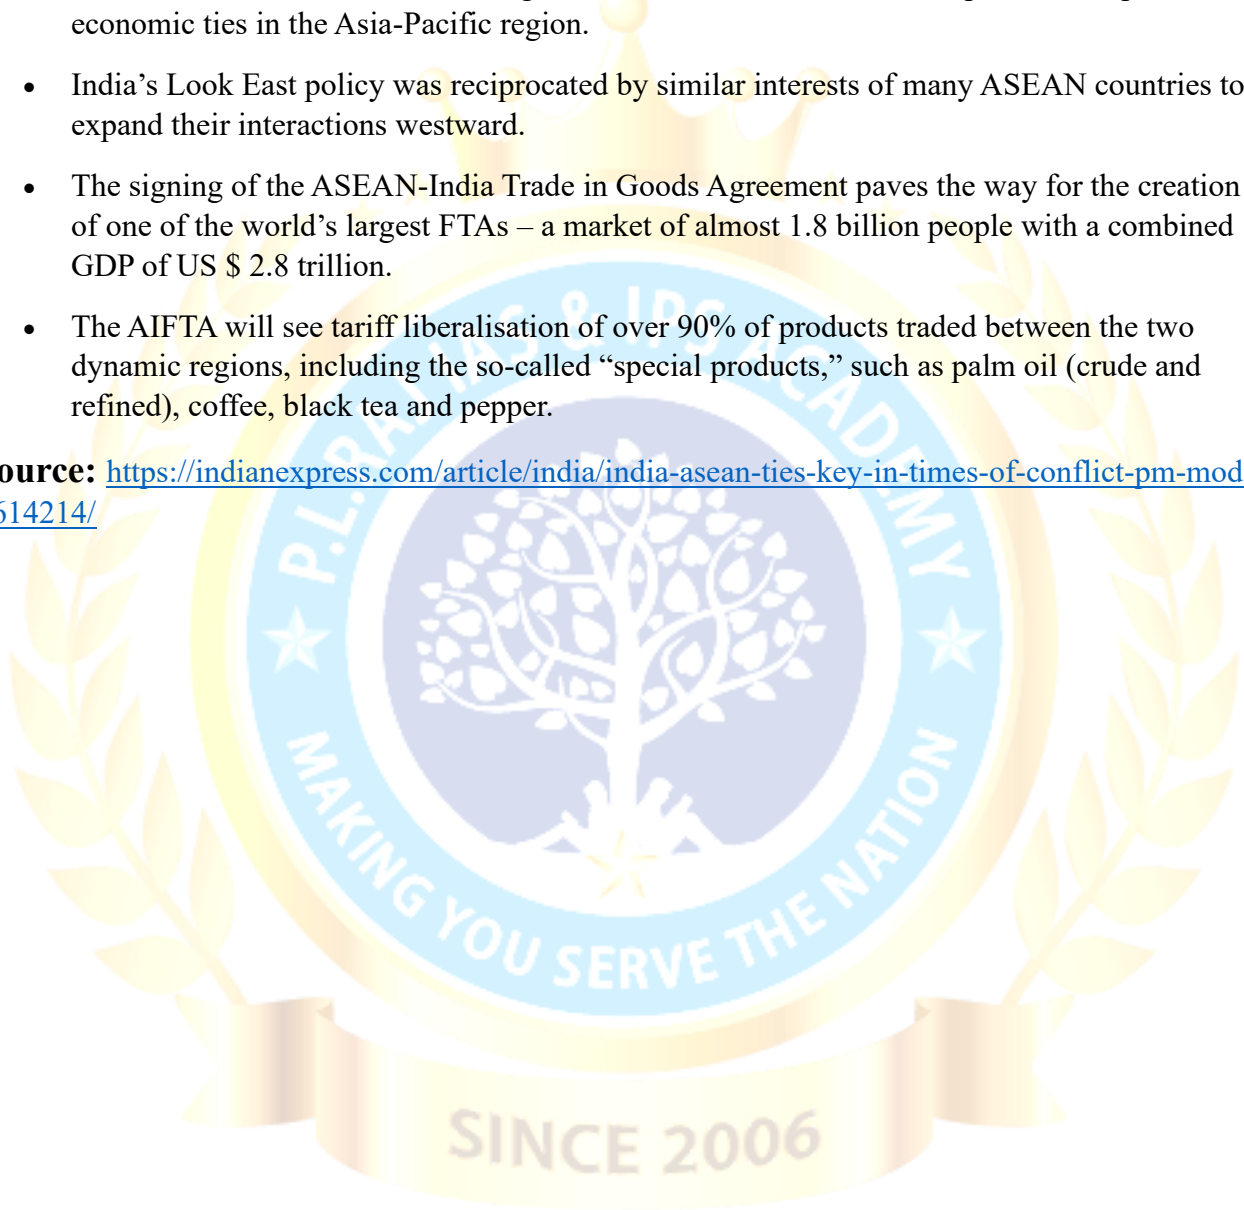 economic ties in the Asia-Pacific region.
• India’s Look East policy was reciprocated by similar interests of many ASEAN countries to
expand their interactions westward.
• The signing of the ASEAN-India Trade in Goods Agreement paves the way for the creation
of one of the world’s largest FTAs – a market of almost 1.8 billion people with a combined
GDP of US $ 2.8 trillion.
• The AIFTA will see tariff liberalisation of over 90% of products traded between the two
dynamic regions, including the so-called “special products,” such as palm oil (crude and
refined), coffee, black tea and pepper.
ource: https://indianexpress.com/article/india/india-asean-ties-key-in-times-of-conflict-pm-mod
614214/
P.L.RAJ IAS & IPS ACADEMY
MAKING YOU SERVE THE NATION
SINCE 2006